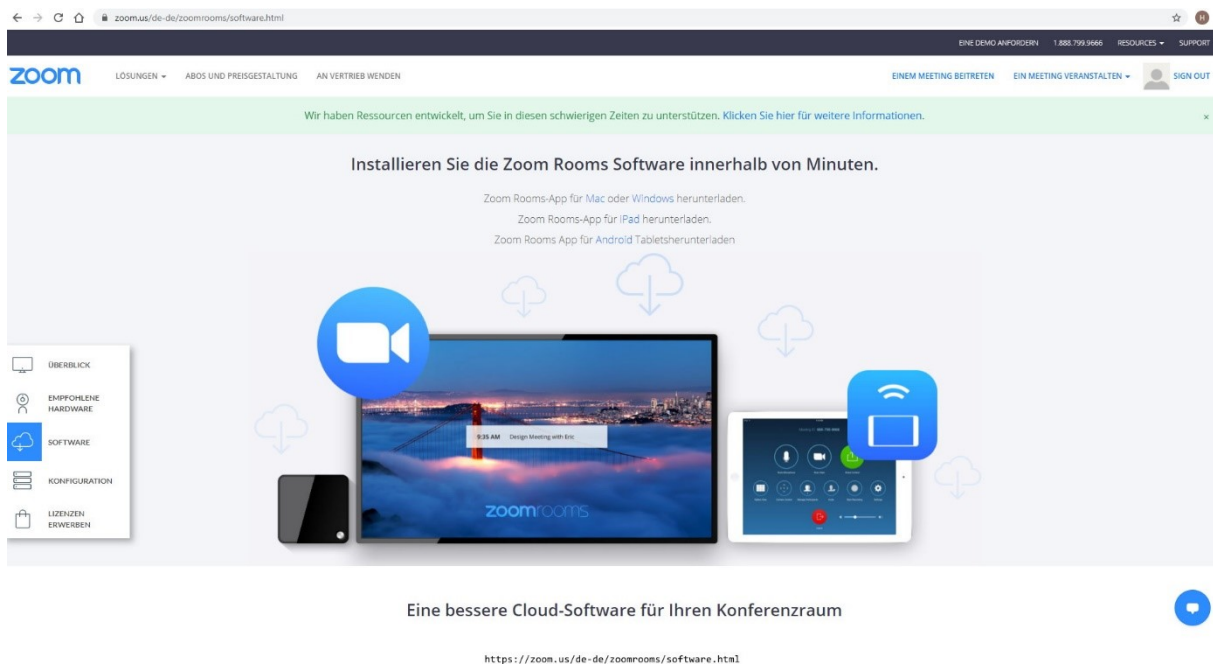 zoom.us/de-de/zoomrooms/software.html
H
EINE DEMO ANFORDERN 1.888.799.9666 RESOURCES SUPPORT
zoom LÖSUNGEN ABOS UND PREISGESTALTUNG AN VERTRIEB WENDEN EINEM MEETING BEITRETEN EIN MEETING VERANSTALTEN SIGN OUT
Wir haben Ressourcen entwickelt, um Sie in diesen schwierigen Zeiten zu unterstützen. Klicken Sie hier für weitere Informationen. ×
Installieren Sie die Zoom Rooms Software innerhalb von Minuten.
Zoom Rooms-App für Mac oder Windows herunterladen.
Zoom Rooms-App für iPad herunterladen.
Zoom Rooms App für Android Tabletsherunterladen
ÜBERBLICK
EMPFOHLENE
HARDWARE
SOFTWARE
KONFIGURATION
LIZENZEN
ERWERBEN
9:35 AM Design Meeting with Eric
zoomrooms
Eine bessere Cloud-Software für Ihren Konferenzraum
https://zoom.us/de-de/zoomrooms/software.html